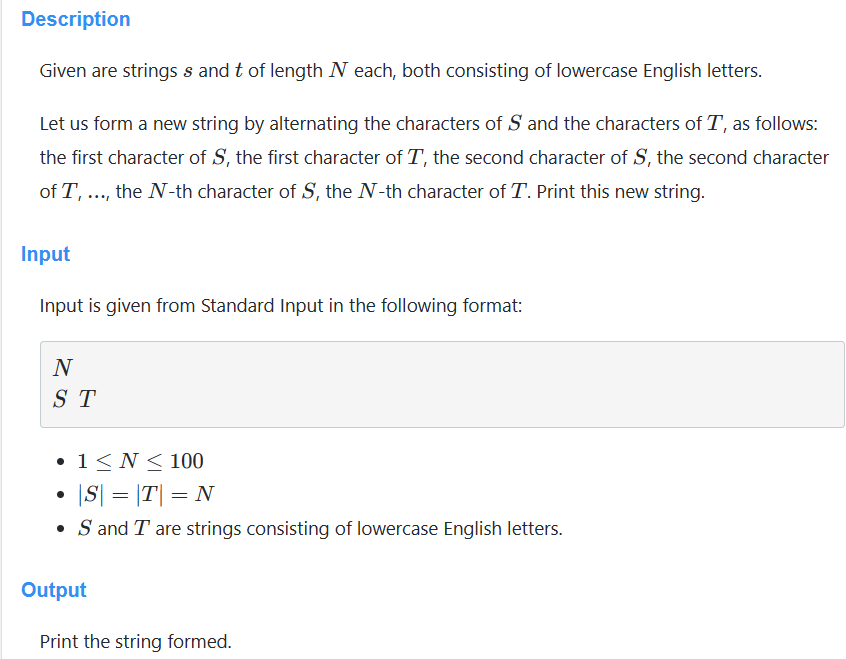 Description
Given are strings s and t of length N each, both consisting of lowercase English letters.
Let us form a new string by alternating the characters of S and the characters of T, as follows:
the first character of S, the first character of T, the second character of S, the second character
of T, ..., the N-th character of S, the N-th character of T. Print this new string.
Input
Input is given from Standard Input in the following format:
N
S T
• 1 ≤ N ≤ 100
• |S| = |T| = N
• S and T are strings consisting of lowercase English letters.
Output
Print the string formed.